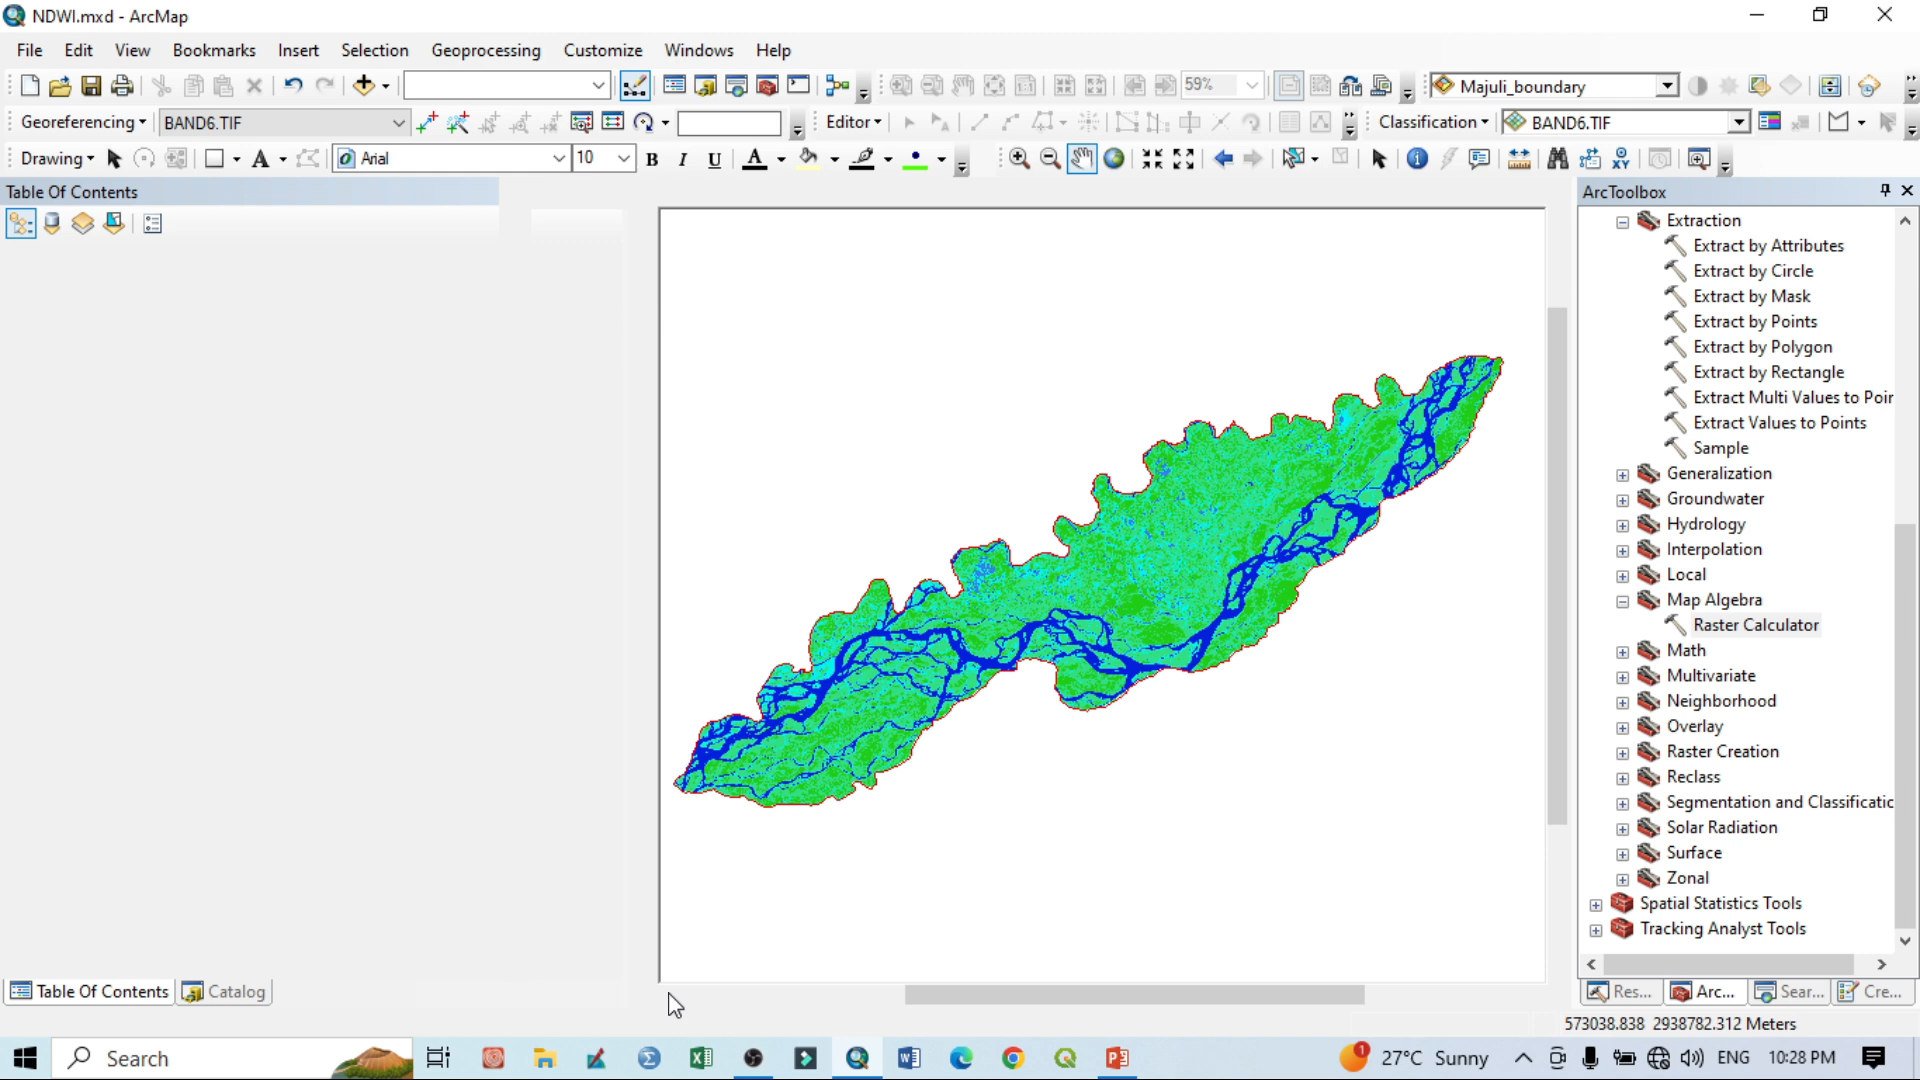 NDWI.mxd - ArcMap
File Edit View Bookmarks Insert Selection Geoprocessing Customize Windows Help
59% Majuli_boundary
Georeferencing BAND6.TIF Editor Classification BAND6.TIF
Drawing A Arial 10 B I U A XY
Table Of Contents
ArcToolbox
Extraction
Extract by Attributes
Extract by Circle
Extract by Mask
Extract by Points
Extract by Polygon
Extract by Rectangle
Extract Multi Values to Poir
Extract Values to Points
Sample
Generalization
Groundwater
Hydrology
Interpolation
Local
Map Algebra
Raster Calculator
Math
Multivariate
Neighborhood
Overlay
Raster Creation
Reclass
Segmentation and Classificatic
Solar Radiation
Surface
Zonal
Spatial Statistics Tools
Tracking Analyst Tools
Table Of Contents Catalog
Res... Arc... Sear... Cre...
573038.838 2938782.312 Meters
Search 1 27°C Sunny ENG 10:28 PM